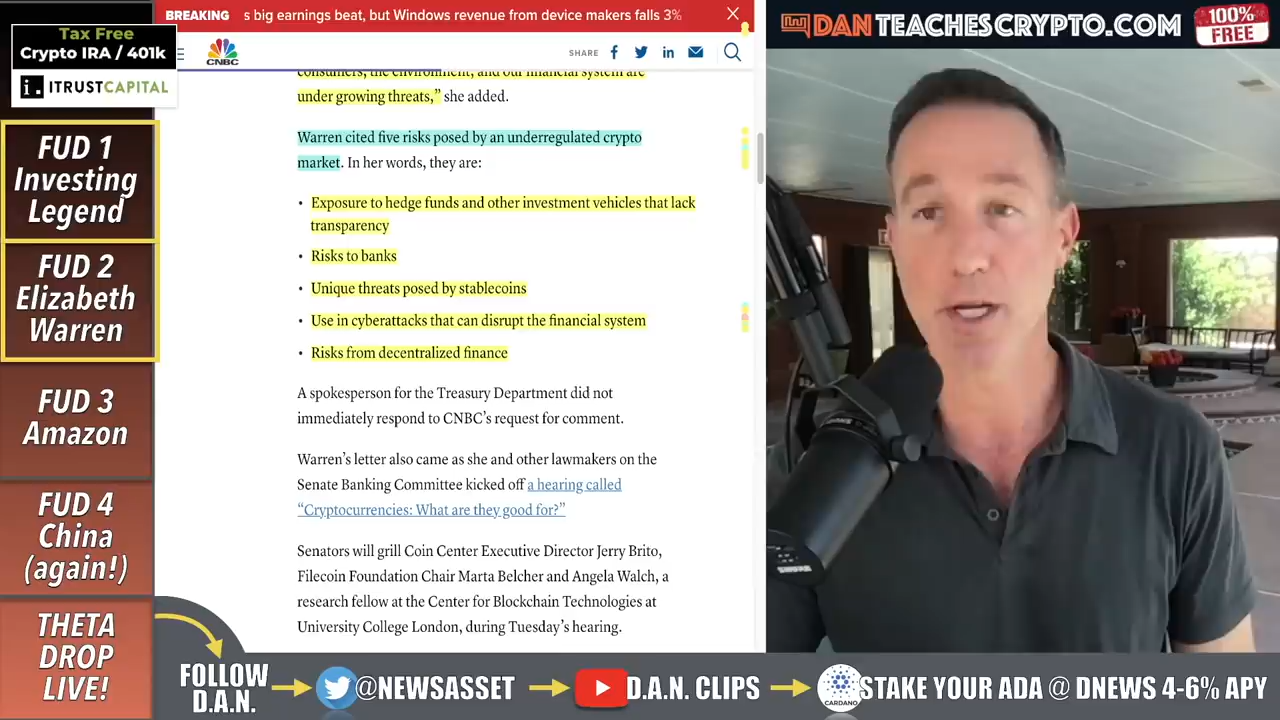 BREAKING s big earnings beat, but Windows revenue from device makers falls 3%
DANTEACHESCRYPTO.COM
100%
FREE
Tax Free
Crypto IRA / 401k
ITRUSTCAPITAL
CNBC
SHARE
FUD 1
Investing
Legend
FUD 2
Elizabeth
Warren
FUD 3
Amazon
FUD 4
China
(again!)
THETA
DROP
LIVE!
consumers, the environment, and our financial system are
under growing threats,” she added.
Warren cited five risks posed by an underregulated crypto
market. In her words, they are:
• Exposure to hedge funds and other investment vehicles that lack
transparency
• Risks to banks
• Unique threats posed by stablecoins
• Use in cyberattacks that can disrupt the financial system
• Risks from decentralized finance
A spokesperson for the Treasury Department did not
immediately respond to CNBC’s request for comment.
Warren’s letter also came as she and other lawmakers on the
Senate Banking Committee kicked off a hearing called
“Cryptocurrencies: What are they good for?”
Senators will grill Coin Center Executive Director Jerry Brito,
Filecoin Foundation Chair Marta Belcher and Angela Walch, a
research fellow at the Center for Blockchain Technologies at
University College London, during Tuesday’s hearing.
FOLLOW
D.A.N.
@NEWSASSET
D.A.N. CLIPS
CARDANO
STAKE YOUR ADA @ DNEWS 4-6% APY